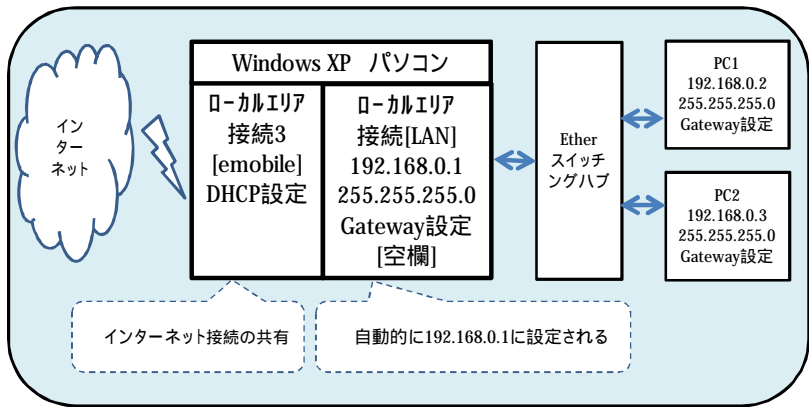 イン
ター
ネット
Windows XP パソコン
ローカルエリア
接続3
[emobile]
DHCP設定
ローカルエリア
接続[LAN]
192.168.0.1
255.255.255.0
Gateway設定
[空欄]
Ether
スイッチ
ングハブ
PC1
192.168.0.2
255.255.255.0
Gateway設定
PC2
192.168.0.3
255.255.255.0
Gateway設定
インターネット接続の共有
自動的に192.168.0.1に設定される